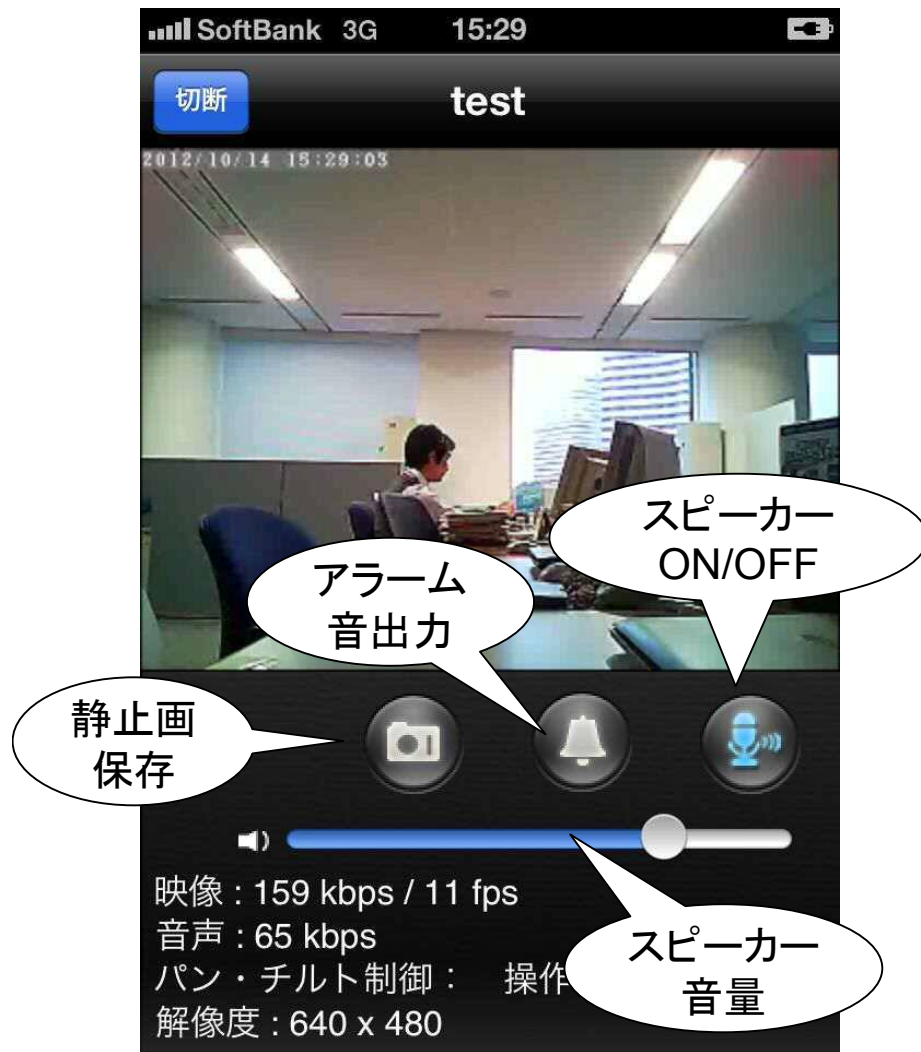 SoftBank 3G 15:29
切断 test
2012/10/14 15:29:03
スピーカー
ON/OFF
アラーム
音出力
静止画
保存
映像 : 159 kbps / 11 fps
音声 : 65 kbps
パン・チルト制御： 操作
解像度 : 640 x 480
スピーカー
音量